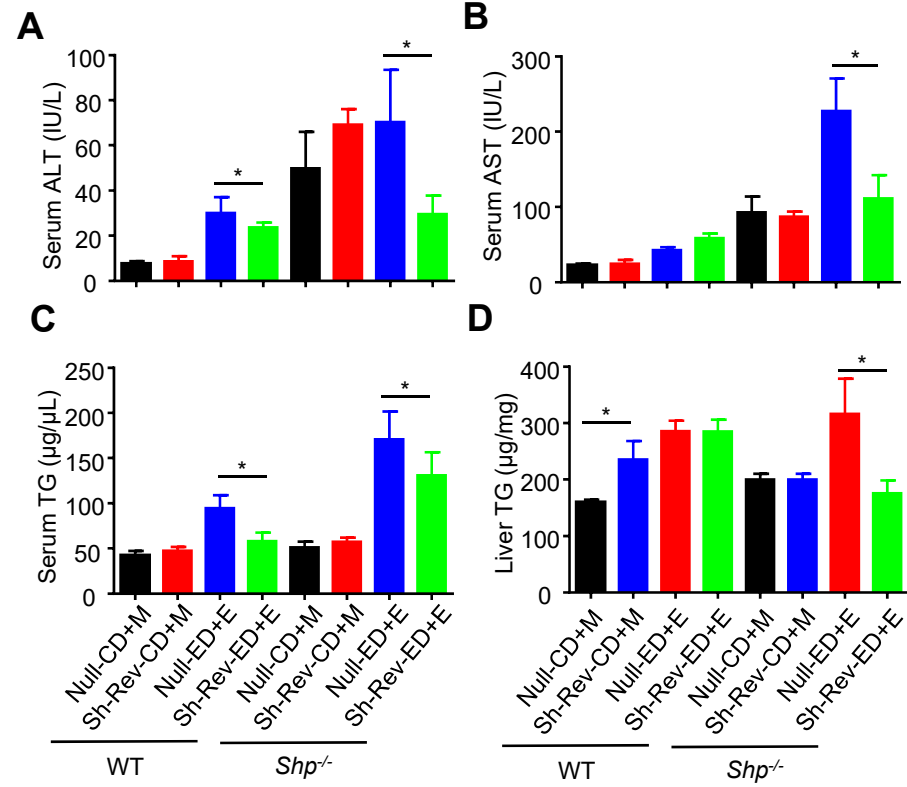 A
Serum ALT (IU/L)
100
80
60
40
20
0
*
*
B
Serum AST (IU/L)
300
200
100
0
*
C
Serum TG (µg/µL)
250
200
150
100
50
0
*
*
Null-CD+M
Sh-Rev-CD+M
Null-ED+E
Sh-Rev-ED+E
Null-CD+M
Sh-Rev-CD+M
Null-ED+E
Sh-Rev-ED+E
WT
Shp-/-
D
Liver TG (µg/mg)
400
300
200
100
0
*
*
Null-CD+M
Sh-Rev-CD+M
Null-ED+E
Sh-Rev-ED+E
Null-CD+M
Sh-Rev-CD+M
Null-ED+E
Sh-Rev-ED+E
WT
Shp-/-